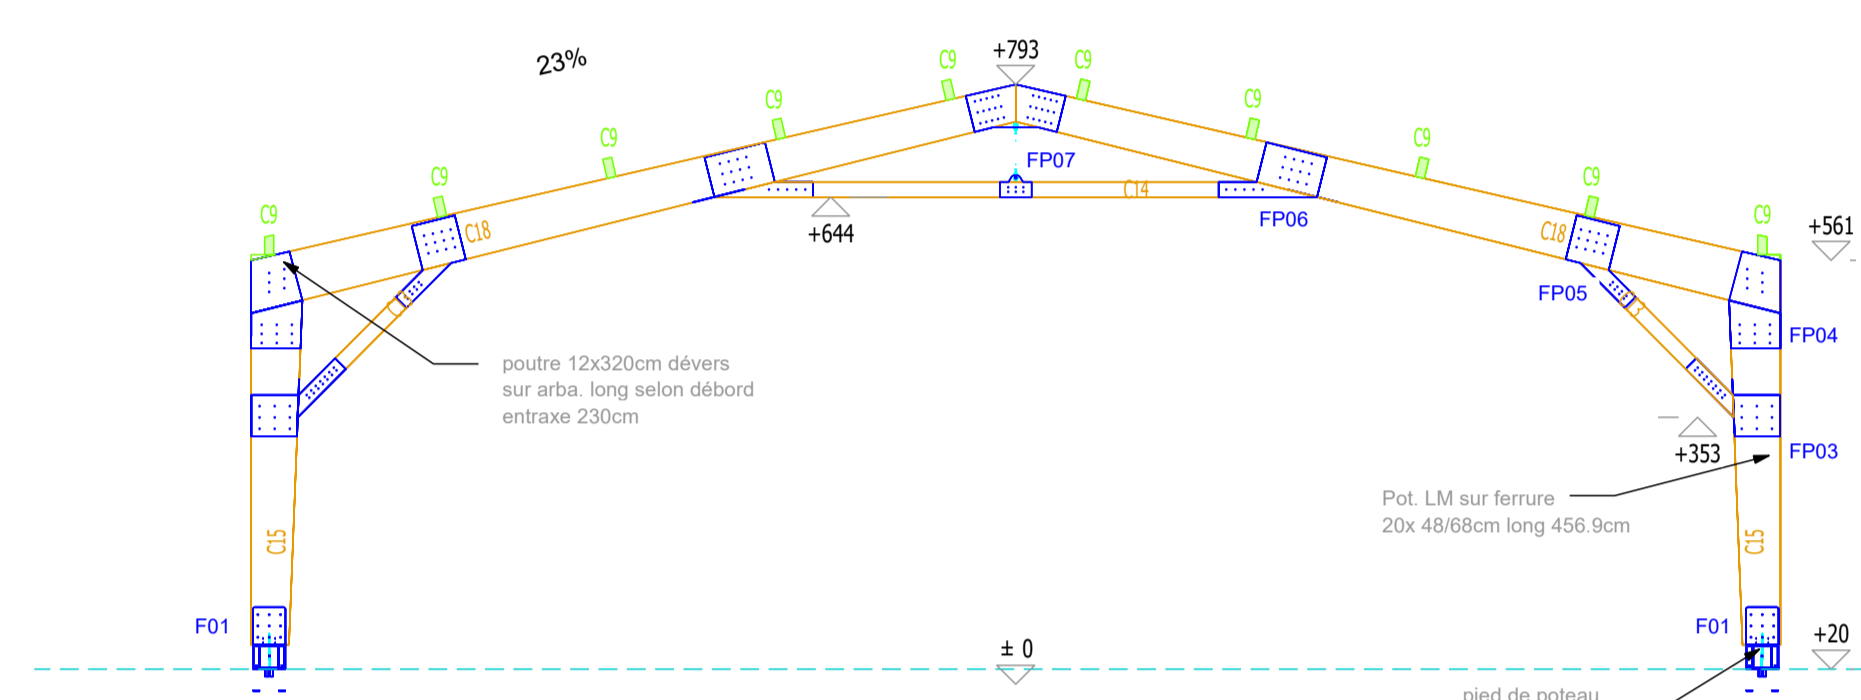 23%
+793
C9
C9
C9
C9
C9
C9
C9
C9
C9
C9
FP07
C14
FP06
+644
C18
C18
+561
FP05
FP04
poutre 12x320cm dévers
sur arba. long selon débord
entraxe 230cm
+353
FP03
Pot. LM sur ferrure
20x 48/68cm long 456.9cm
C15
C15
F01
F01
± 0
+20
pied de poteau